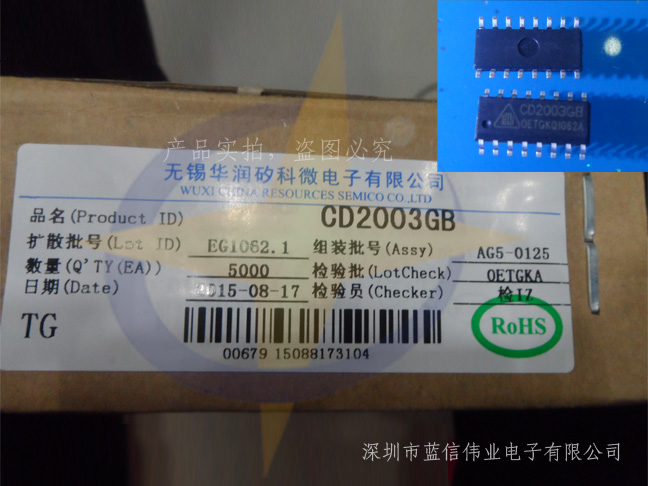 CD2003GB
0ETGKQ1062A
产品实拍，盗图必究
无锡华润矽科微电子有限公司
WUXI CHINA RESOURCES SEMICO CO.,LTD
品名(Product ID) CD2003GB
扩散批号(Lot ID) EG1062.1 组装批号(Assy) AG5-0125
数量(Q'TY(EA)) 5000 检验批(LotCheck) 0ETGKA
日期(Date) 2015-08-17 检验员(Checker) 检17
TG
RoHS
00679 15088173104
深圳市蓝信伟业电子有限公司